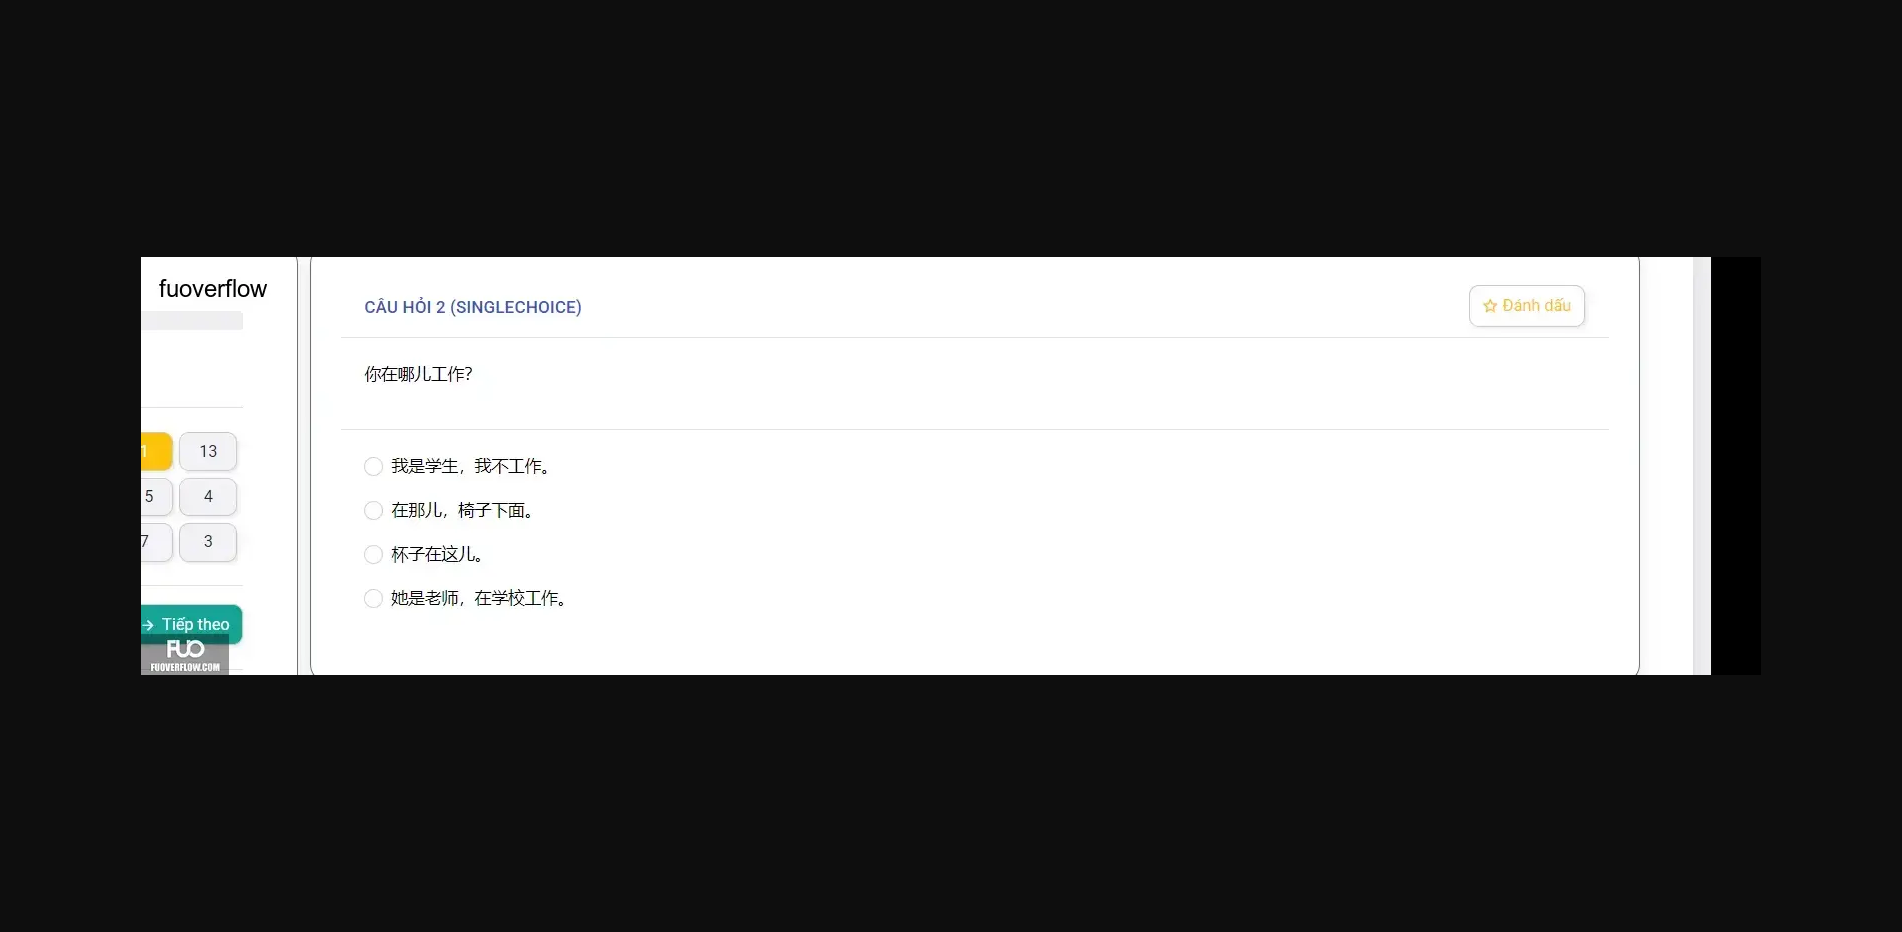 fuoverflow
CÂU HỎI 2 (SINGLECHOICE)
Đánh dấu
你在哪儿工作?
1
13
我是学生，我不工作。
5
4
在那儿，椅子下面。
7
3
杯子在这儿。
她是老师，在学校工作。
→ Tiếp theo
FUO
FUOVERFLOW.COM